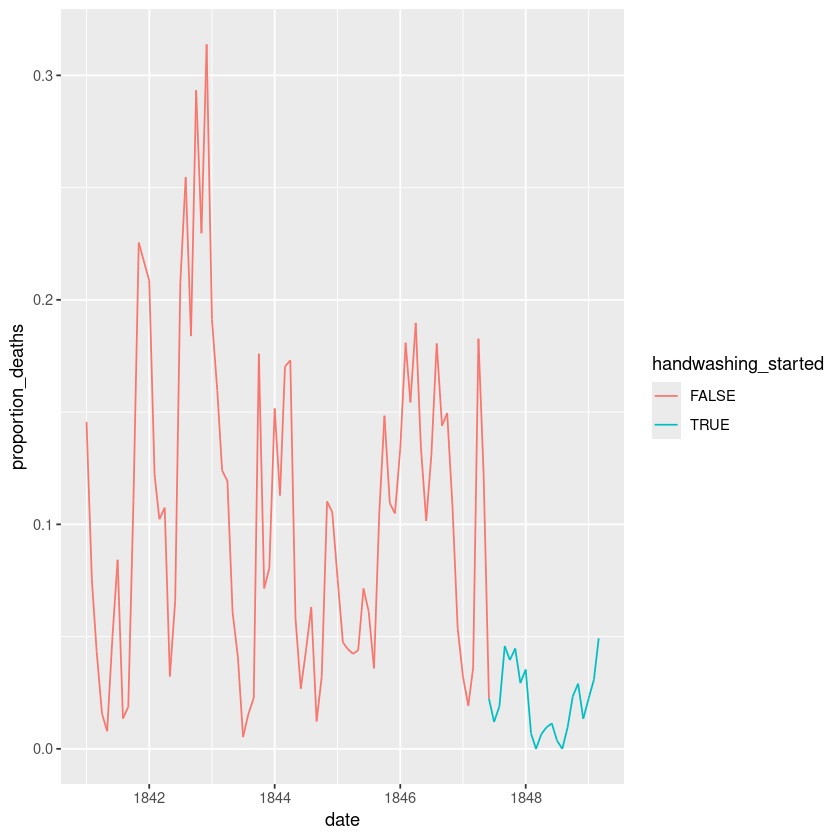 0.3
0.2
0.1
0.0
proportion_deaths
1842
1844
1846
1848
date
handwashing_started
FALSE
TRUE